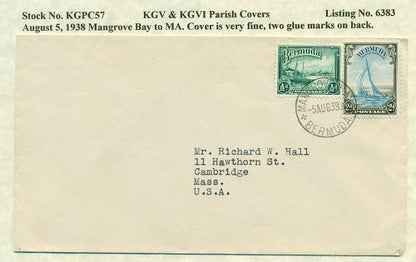 Stock No. KGPC57 KGV & KGVI Parish Covers Listing No. 6383
August 5, 1938 Mangrove Bay to MA. Cover is very fine, two glue marks on back.
Bermuda
POSTAGE
BERMUDA
POSTAGE
-5AUG38
BERMUDA
Mr. Richard W. Hall
11 Hawthorn St.
Cambridge
Mass.
U.S.A.